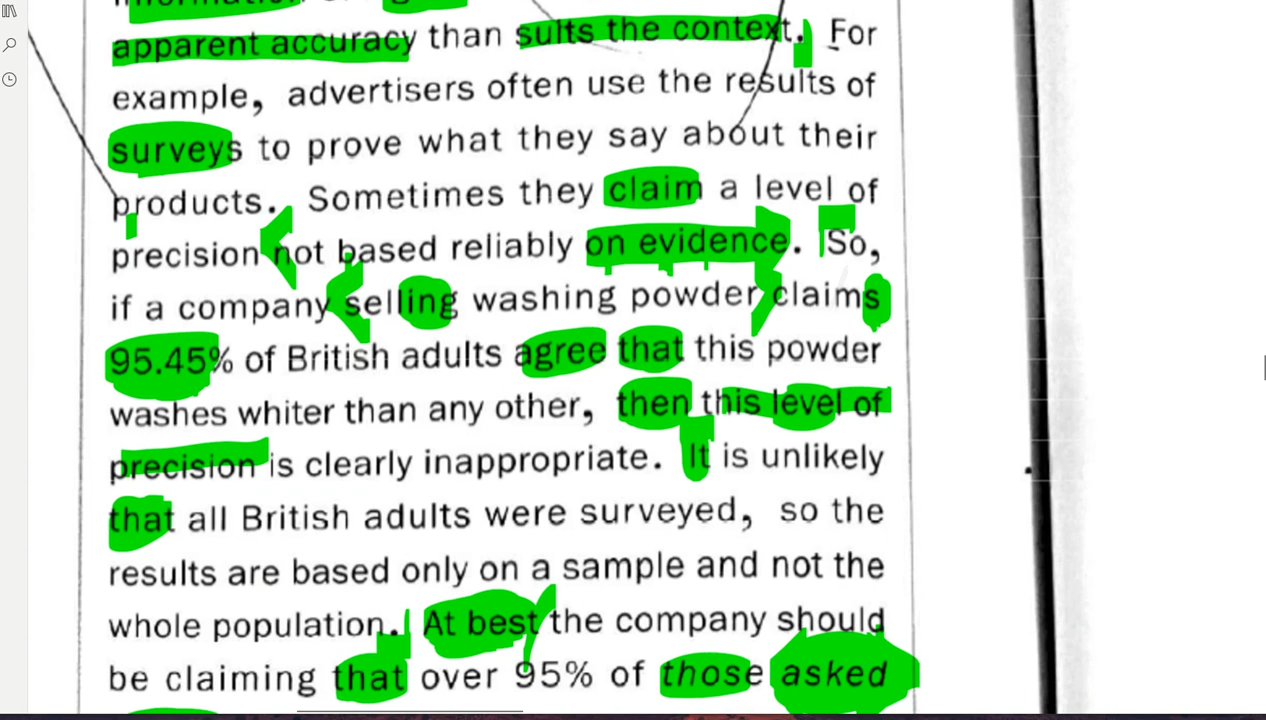 apparent accuracy than suits the context. For
example, advertisers often use the results of
surveys to prove what they say about their
products. Sometimes they claim a level of
precision not based reliably on evidence. So,
if a company selling washing powder claims
95.45% of British adults agree that this powder
washes whiter than any other, then this level of
precision is clearly inappropriate. It is unlikely
that all British adults were surveyed, so the
results are based only on a sample and not the
whole population. At best the company should
be claiming that over 95% of those asked